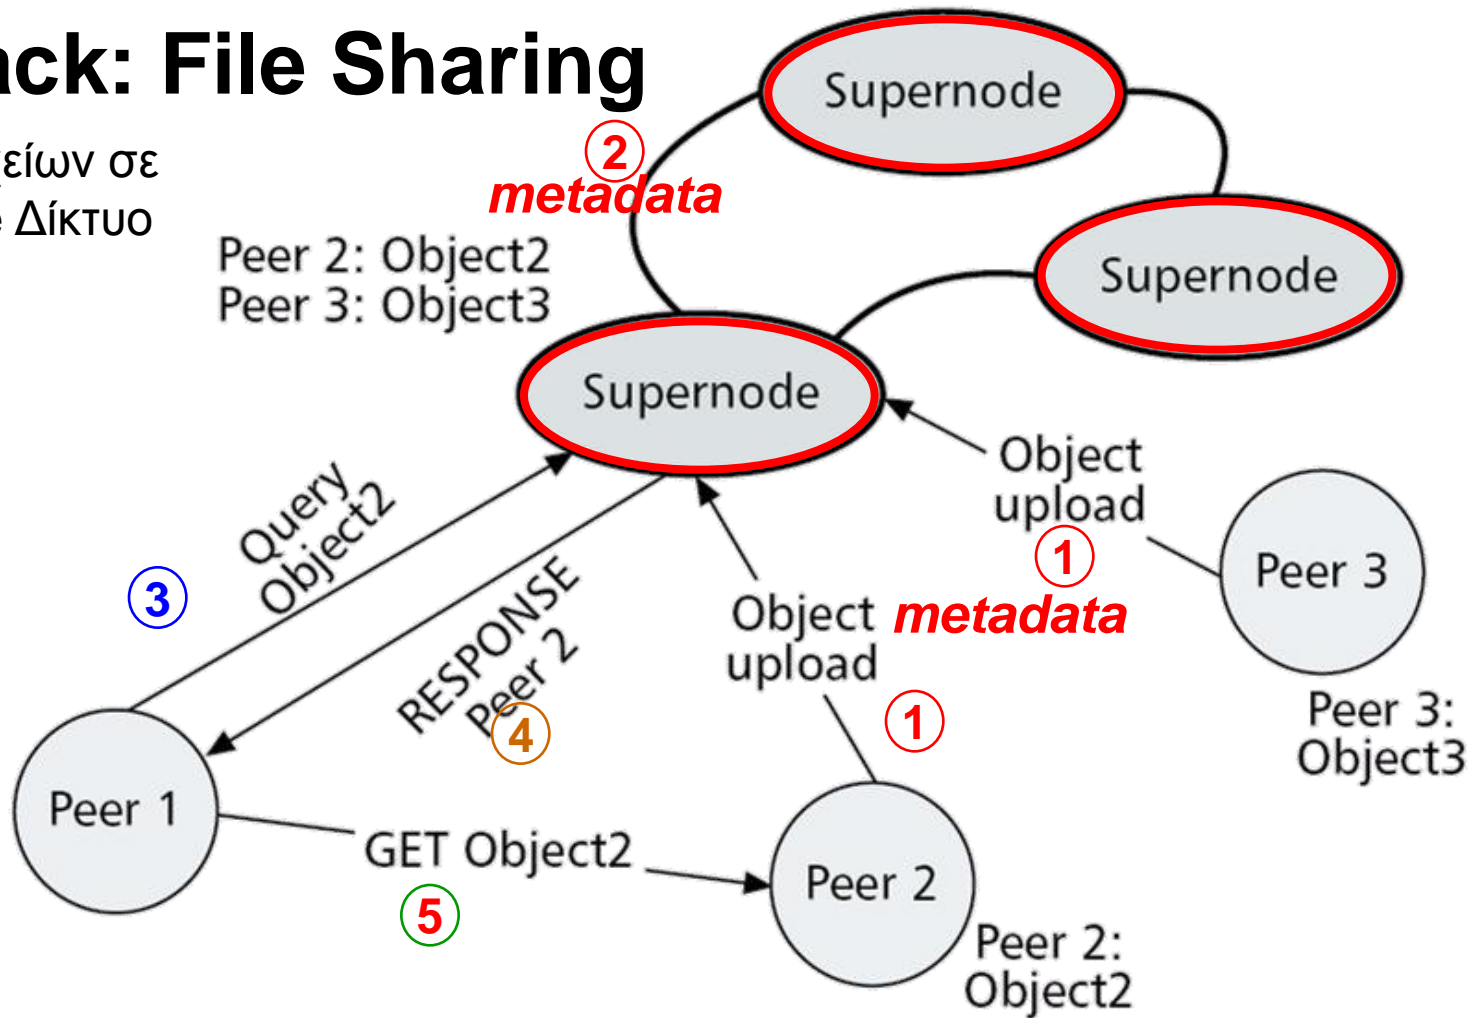 ack: File Sharing
είων σε
Δίκτυο
2
metadata
Peer 2: Object2
Peer 3: Object3
Supernode
Supernode
Supernode
Query
Object2
3
RESPONSE
Peer 2
4
Object
upload
1
metadata
Object
upload
1
Peer 1
Peer 2
Peer 3
Peer 3:
Object3
GET Object2
5
Peer 2:
Object2